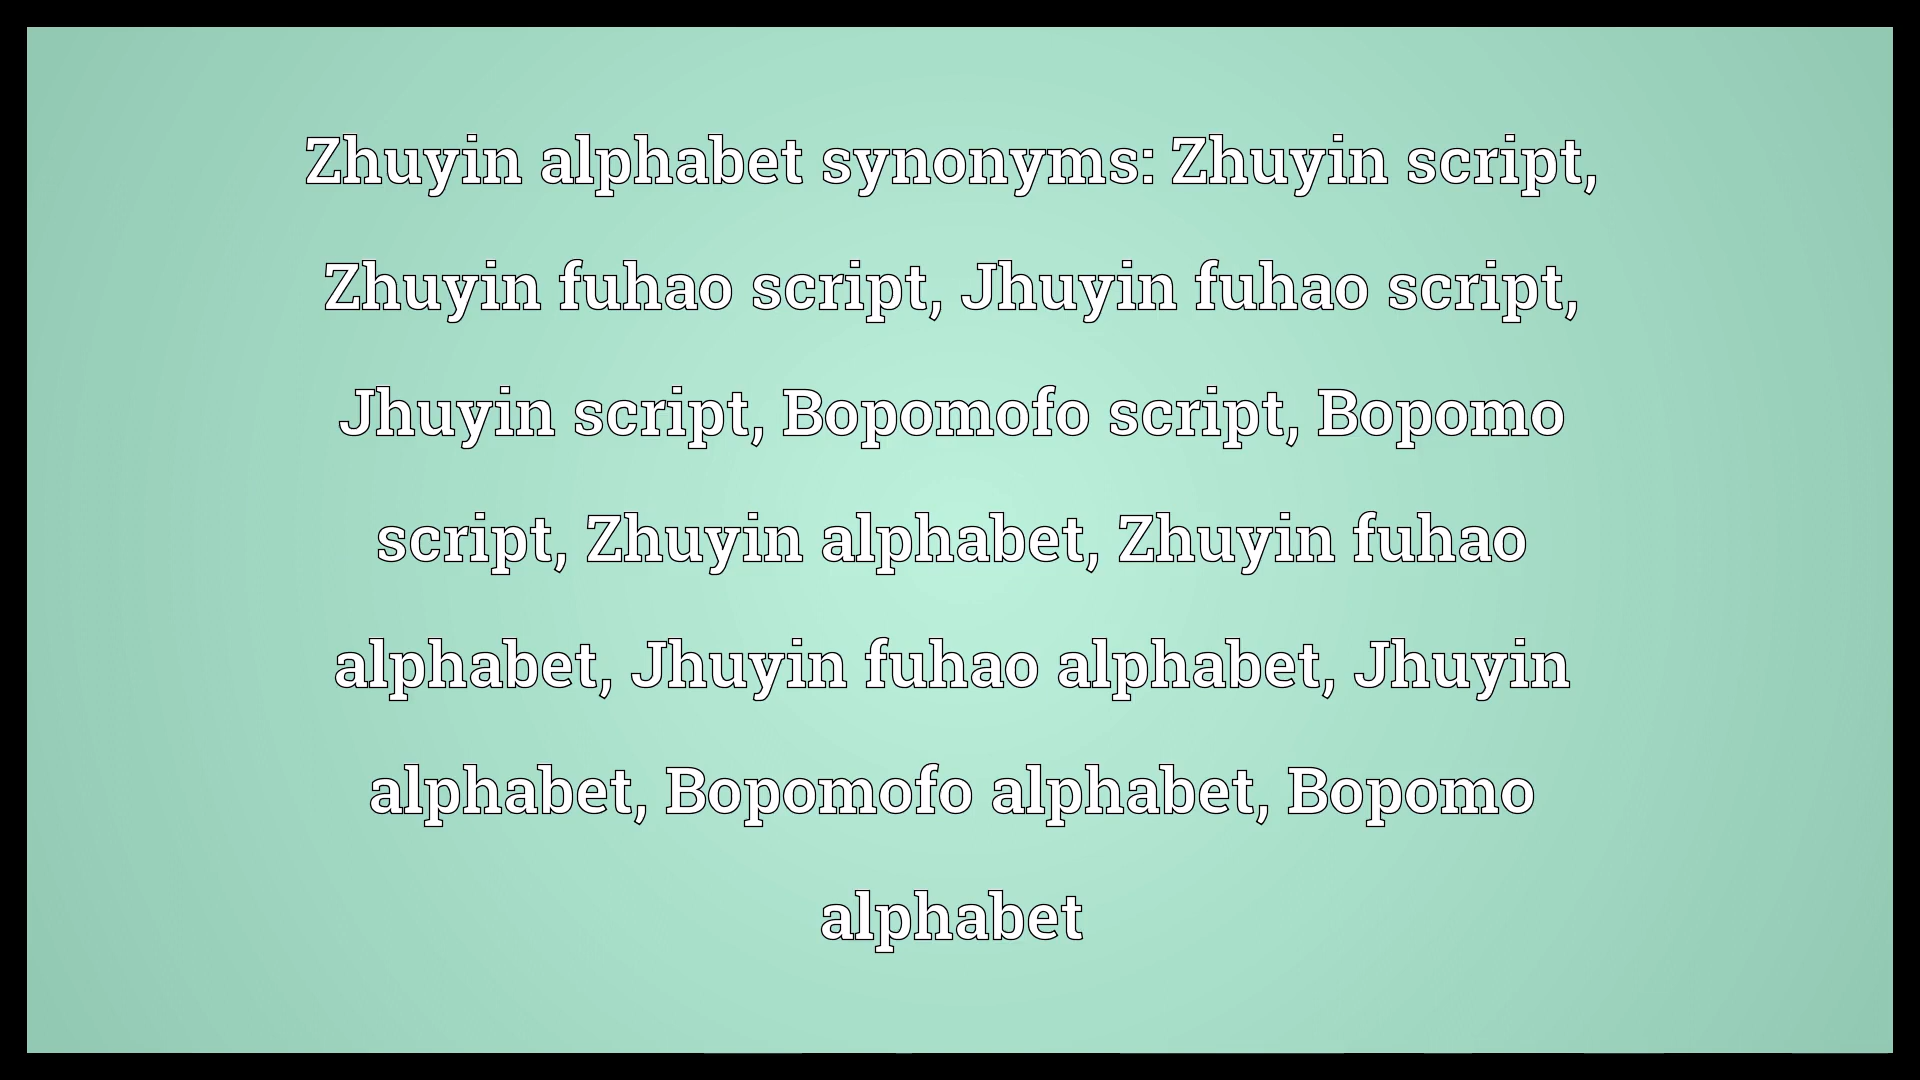 Zhuyin alphabet synonyms: Zhuyin script,
Zhuyin fuhao script, Jhuyin fuhao script,
Jhuyin script, Bopomofo script, Bopomo
script, Zhuyin alphabet, Zhuyin fuhao
alphabet, Jhuyin fuhao alphabet, Jhuyin
alphabet, Bopomofo alphabet, Bopomo
alphabet